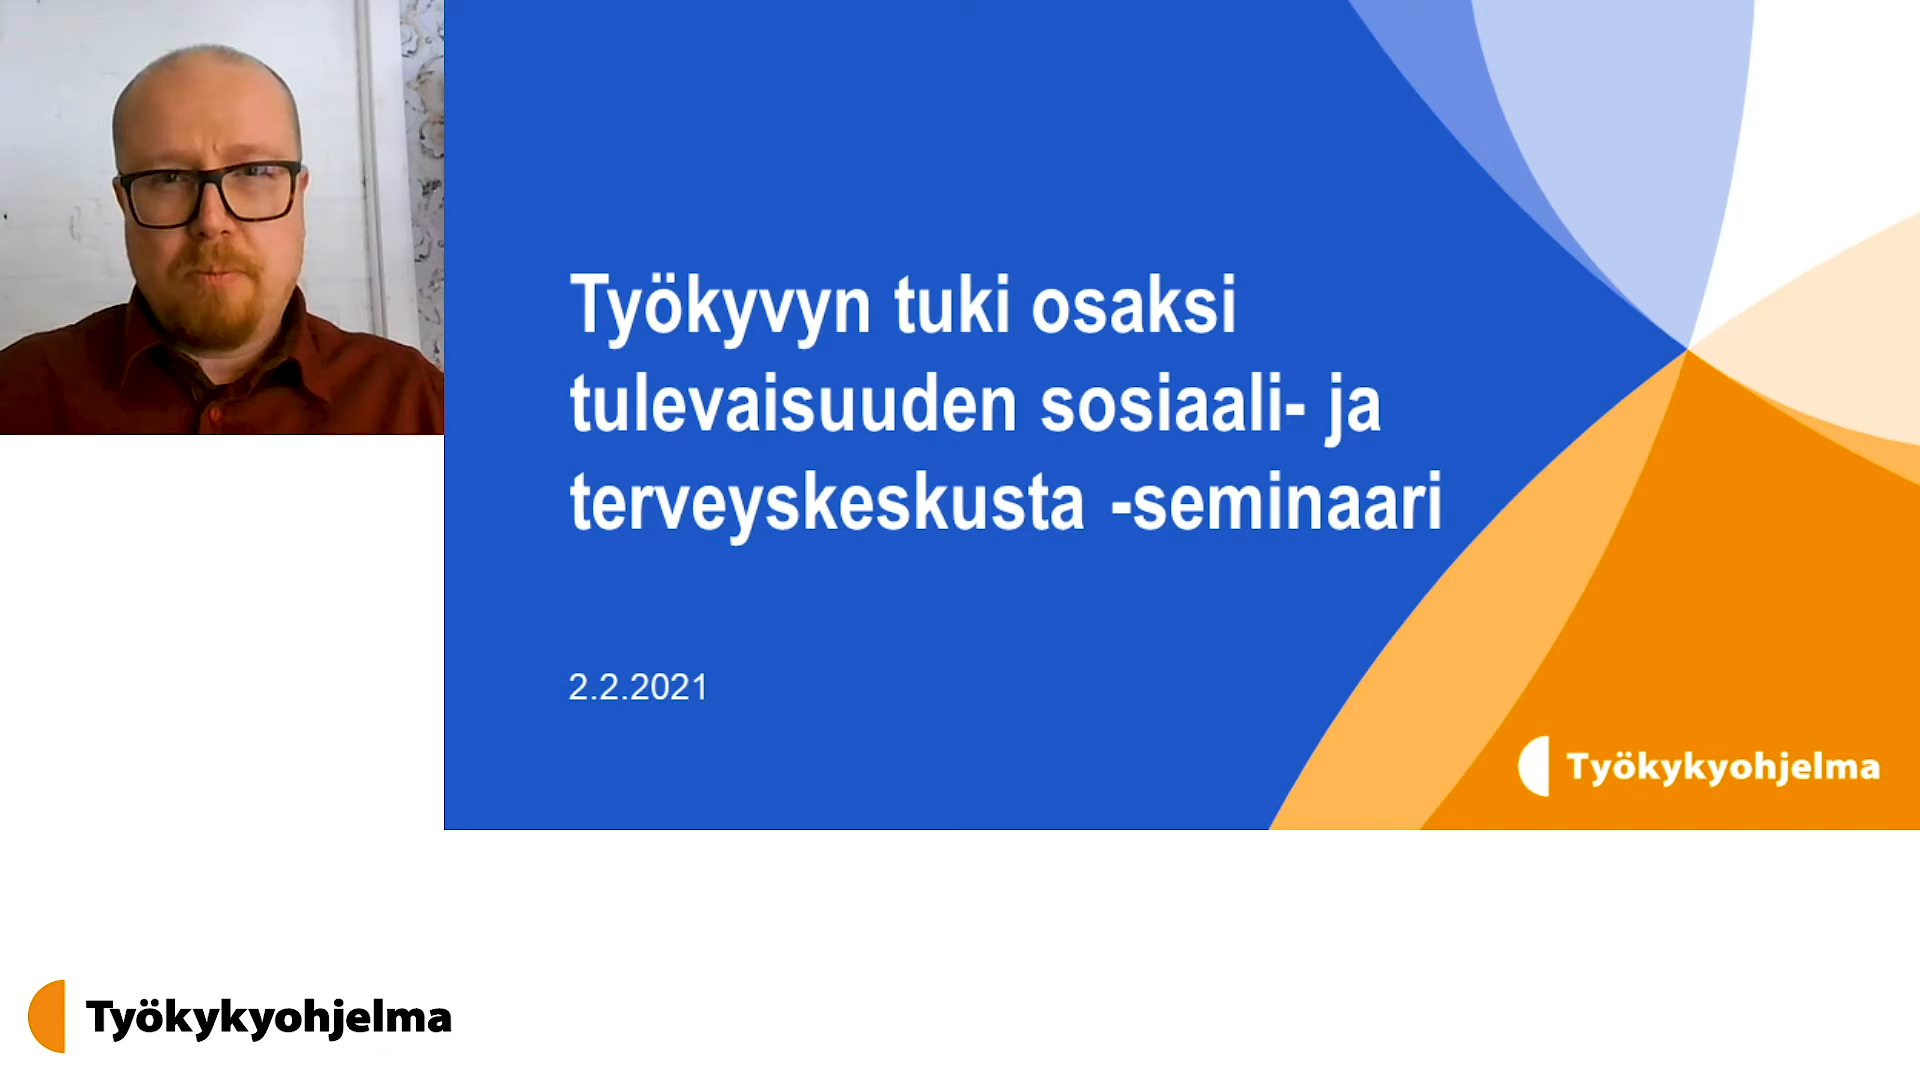 Työkyvyn tuki osaksi
tulevaisuuden sosiaali- ja
terveyskeskusta -seminaari
2.2.2021
Työkykyohjelma
Työkykyohjelma